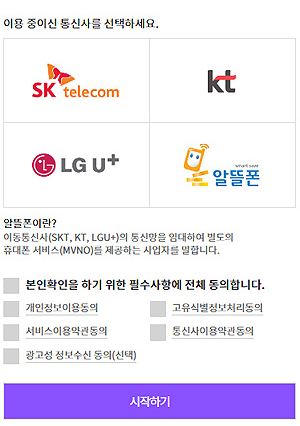 이용 중이신 통신사를 선택하세요.
SK telecom
kt
LG U+
smart save
알뜰폰
알뜰폰이란?
이동통신사(SKT, KT, LGU+)의 통신망을 임대하여 별도의
휴대폰 서비스(MVNO)를 제공하는 사업자를 말합니다.
본인확인을 하기 위한 필수사항에 전체 동의합니다.
개인정보이용동의
고유식별정보처리동의
서비스이용약관동의
통신사이용약관동의
광고성 정보수신 동의(선택)
시작하기